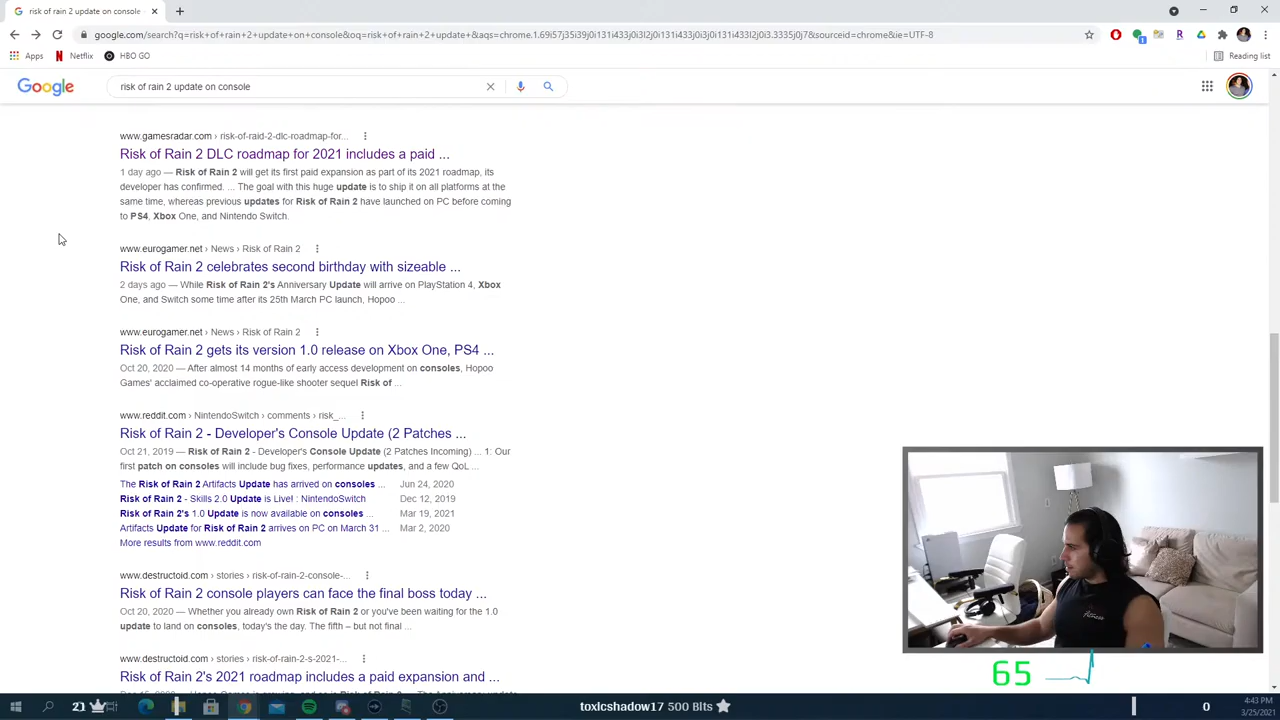 risk of rain 2 update on console
google.com/search?q=risk+of+rain+2+update+on+console&oq=risk+of+rain+2+update+&aqs=chrome.1.69i57j35i39j0i131i433j0i3l2j0i131i433l3j0i131i433j0i3j0i131i433l2j0i3.3335j0j7&sourceid=chrome&ie=UTF-8
Apps Netflix HBO GO Reading list
Google risk of rain 2 update on console
www.gamesradar.com › risk-of-raid-2-dlc-roadmap-for...
Risk of Rain 2 DLC roadmap for 2021 includes a paid ...
1 day ago — Risk of Rain 2 will get its first paid expansion as part of its 2021 roadmap, its
developer has confirmed. ... The goal with this huge update is to ship it on all platforms at the
same time, whereas previous updates for Risk of Rain 2 have launched on PC before coming
to PS4, Xbox One, and Nintendo Switch.
www.eurogamer.net › News › Risk of Rain 2
Risk of Rain 2 celebrates second birthday with sizeable ...
2 days ago — While Risk of Rain 2's Anniversary Update will arrive on PlayStation 4, Xbox
One, and Switch some time after its 25th March PC launch, Hopoo ...
www.eurogamer.net › News › Risk of Rain 2
Risk of Rain 2 gets its version 1.0 release on Xbox One, PS4 ...
Oct 20, 2020 — After almost 14 months of early access development on consoles, Hopoo
Games' acclaimed co-operative rogue-like shooter sequel Risk of ...
www.reddit.com › NintendoSwitch › comments › risk_...
Risk of Rain 2 - Developer's Console Update (2 Patches ...
Oct 21, 2019 — Risk of Rain 2 - Developer's Console Update (2 Patches Incoming) ... 1: Our
first patch on consoles will include bug fixes, performance updates, and a few QoL ...
The Risk of Rain 2 Artifacts Update has arrived on consoles ... Jun 24, 2020
Risk of Rain 2 - Skills 2.0 Update is Live! : NintendoSwitch Dec 12, 2019
Risk of Rain 2's 1.0 Update is now available on consoles ... Mar 19, 2021
Artifacts Update for Risk of Rain 2 arrives on PC on March 31 ... Mar 2, 2020
More results from www.reddit.com
www.destructoid.com › stories › risk-of-rain-2-console-...
Risk of Rain 2 console players can face the final boss today ...
Oct 20, 2020 — Whether you already own Risk of Rain 2 or you've been waiting for the 1.0
update to land on consoles, today's the day. The fifth – but not final ...
www.destructoid.com › stories › risk-of-rain-2-s-2021-...
Risk of Rain 2's 2021 roadmap includes a paid expansion and ...
65
21 toxicshadow17 500 Bits 0
4:43 PM
3/25/2021